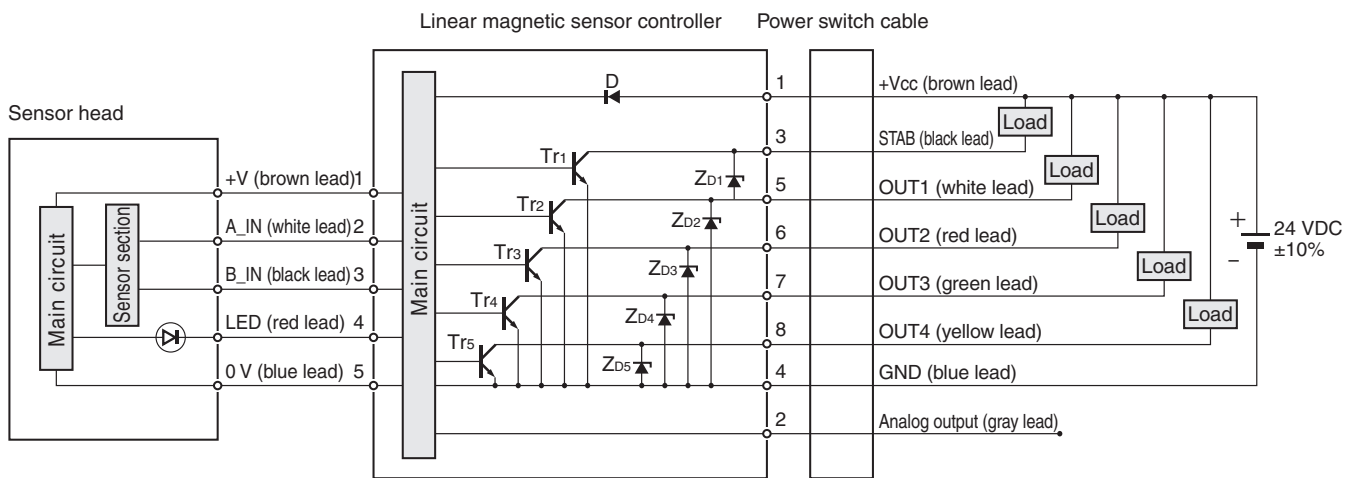 Linear magnetic sensor controller
Power switch cable
Sensor head
Main circuit
Sensor section
+V (brown lead) 1
A_IN (white lead) 2
B_IN (black lead) 3
LED (red lead) 4
0 V (blue lead) 5
Main circuit
D
Tr1
Tr2
Tr3
Tr4
Tr5
ZD1
ZD2
ZD3
ZD4
ZD5
1 +Vcc (brown lead)
3 STAB (black lead)
5 OUT1 (white lead)
6 OUT2 (red lead)
7 OUT3 (green lead)
8 OUT4 (yellow lead)
4 GND (blue lead)
2 Analog output (gray lead)
Load
Load
Load
Load
Load
+
−
24 VDC
±10%